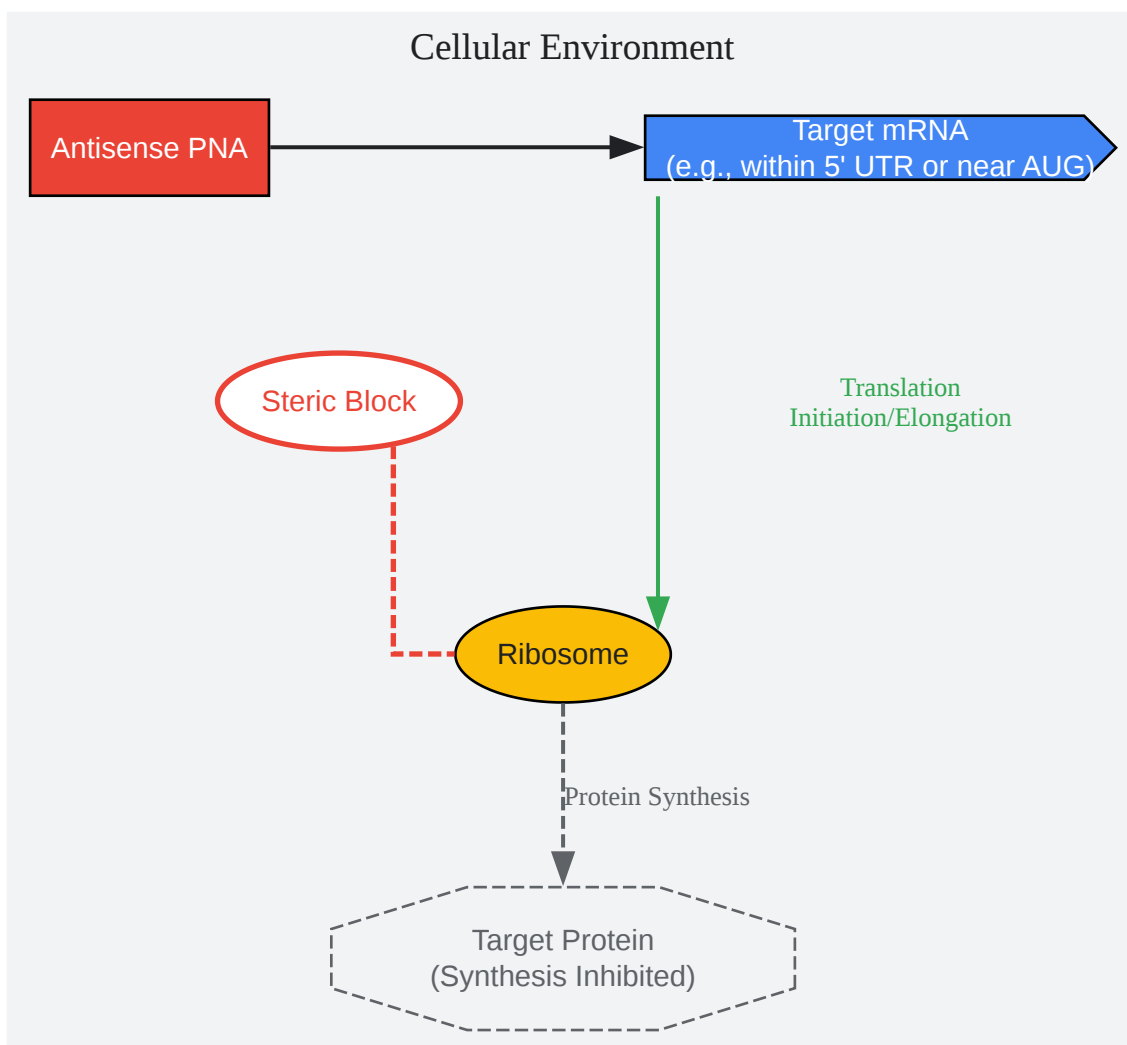 Cellular Environment
Antisense PNA
Target mRNA
(e.g., within 5' UTR or near AUG)
Steric Block
Translation
Initiation/Elongation
Ribosome
Protein Synthesis
Target Protein
(Synthesis Inhibited)